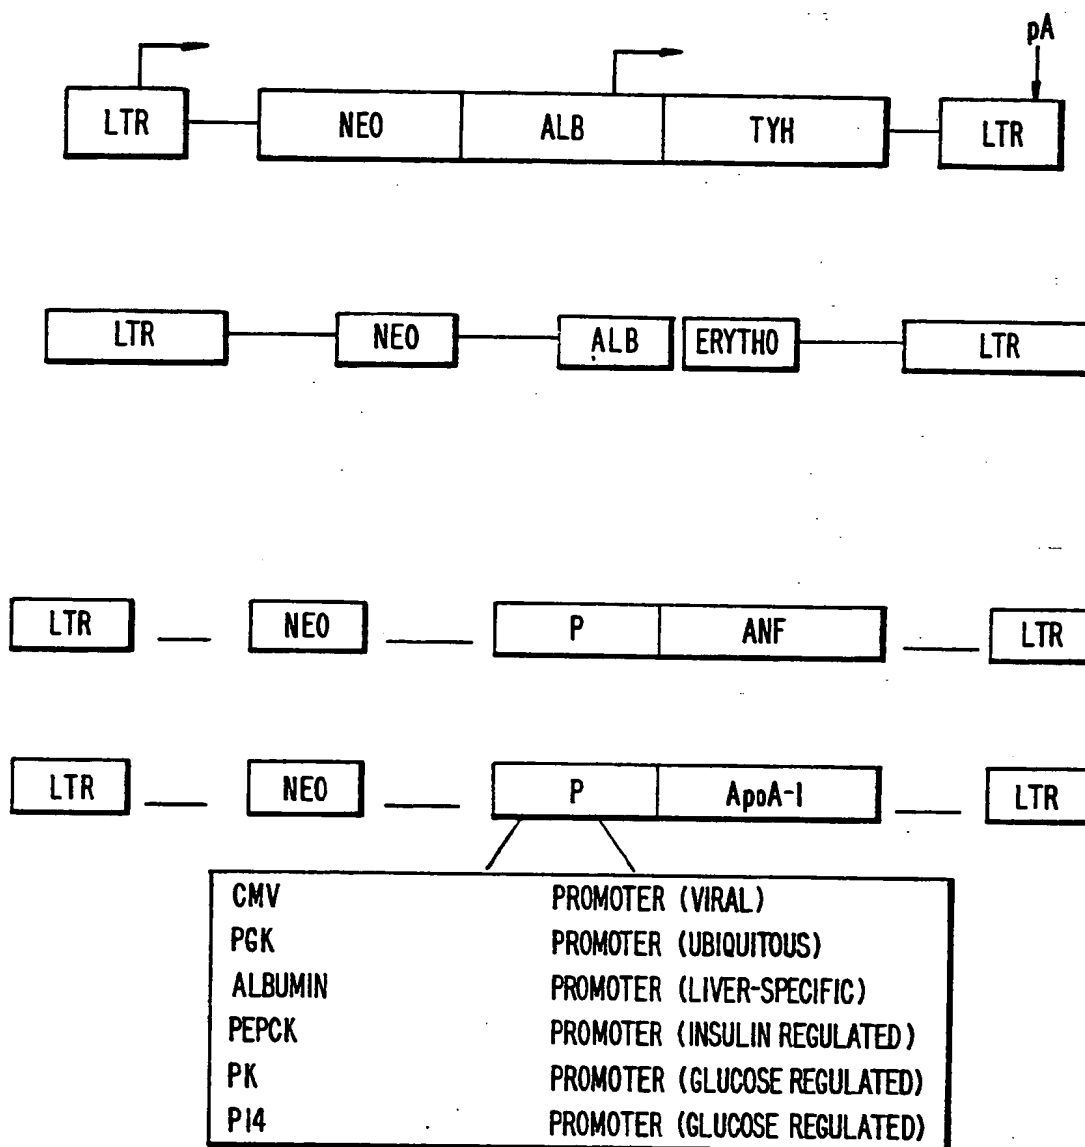 pA
LTR NEO ALB TYH LTR
LTR NEO ALB ERYTHO LTR
LTR NEO P ANF LTR
LTR NEO P ApoA-I LTR
CMV PROMOTER (VIRAL)
PGK PROMOTER (UBIQUITOUS)
ALBUMIN PROMOTER (LIVER-SPECIFIC)
PEPCK PROMOTER (INSULIN REGULATED)
PK PROMOTER (GLUCOSE REGULATED)
PI4 PROMOTER (GLUCOSE REGULATED)